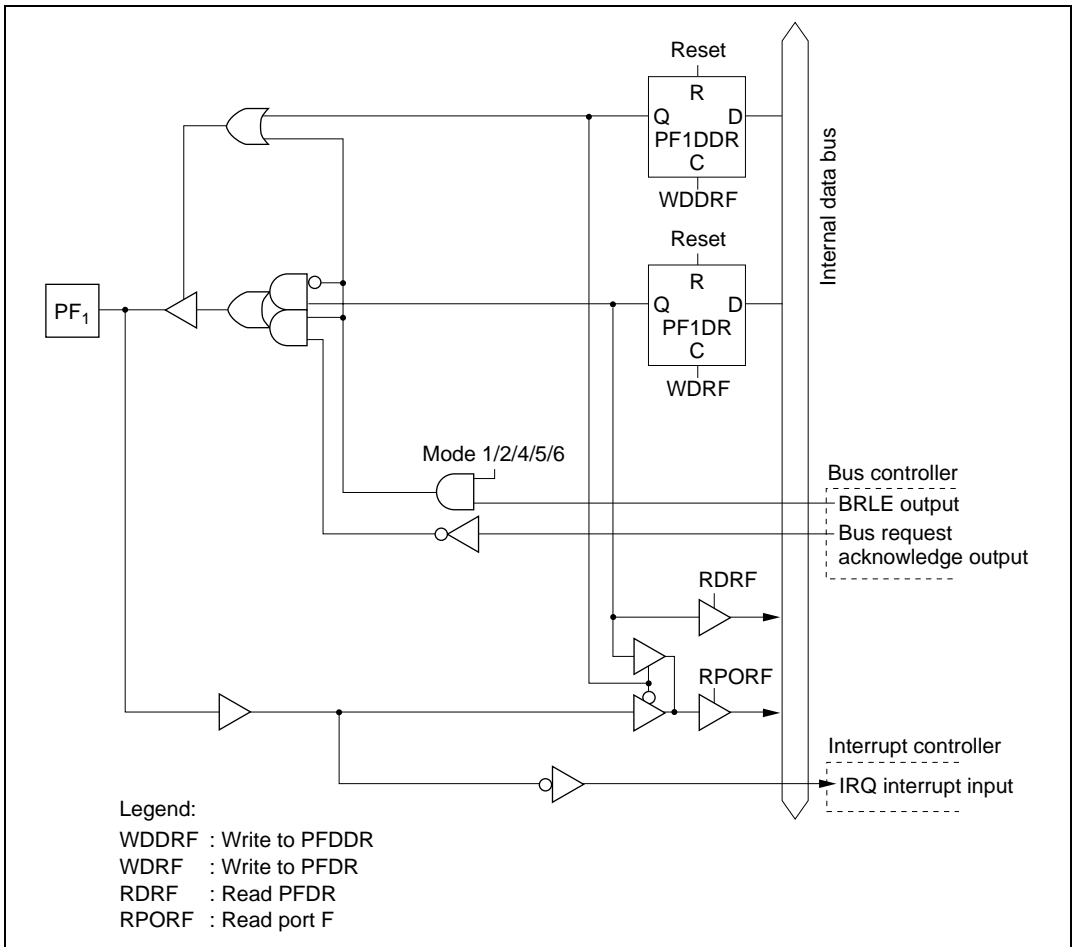 Reset
R
Q D
PF1DDR
C
WDDRF
Internal data bus
Reset
R
Q D
PF1DR
C
WDRF
PF1
Mode 1/2/4/5/6
Bus controller
BRLE output
Bus request
acknowledge output
RDRF
RPORF
Interrupt controller
IRQ interrupt input
Legend:
WDDRF : Write to PFDDR
WDRF : Write to PFDR
RDRF : Read PFDR
RPORF : Read port F